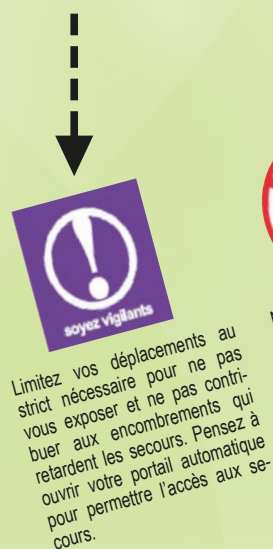 soyez vigilants
Limitez vos déplacements au
strict nécessaire pour ne pas
vous exposer et ne pas contri-
buer aux encombrements qui
retardent les secours. Pensez à
ouvrir votre portail automatique
pour permettre l'accès aux se-
cours.